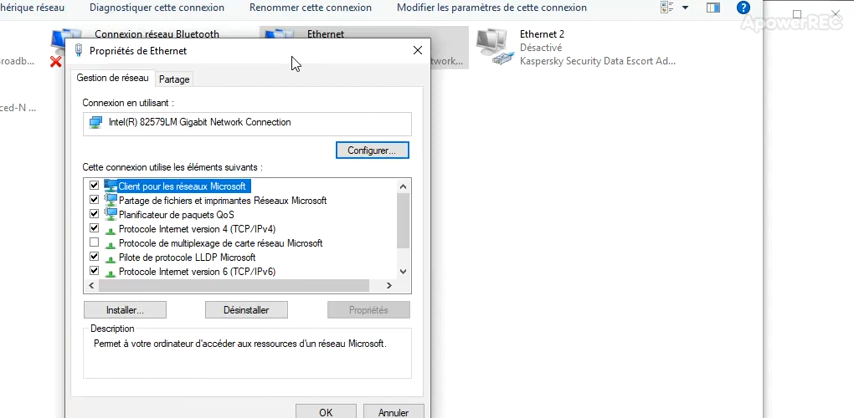 hérique réseau
Diagnostiquer cette connexion
Renommer cette connexion
Modifier les paramètres de cette connexion
ApowerREC
Connexion réseau Bluetooth
Ethernet
Ethernet 2
Désactivé
Kaspersky Security Data Escort Ad...
oadb...
twork...
ced-N ...
Propriétés de Ethernet
Gestion de réseau
Partage
Connexion en utilisant :
Intel(R) 82579LM Gigabit Network Connection
Configurer...
Cette connexion utilise les éléments suivants :
Client pour les réseaux Microsoft
Partage de fichiers et imprimantes Réseaux Microsoft
Planificateur de paquets QoS
Protocole Internet version 4 (TCP/IPv4)
Protocole de multiplexage de carte réseau Microsoft
Pilote de protocole LLDP Microsoft
Protocole Internet version 6 (TCP/IPv6)
Installer...
Désinstaller
Propriétés
Description
Permet à votre ordinateur d'accéder aux ressources d'un réseau Microsoft.
OK
Annuler